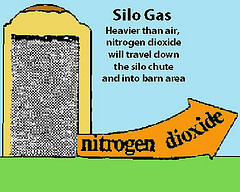 Silo Gas
Heavier than air,
nitrogen dioxide
will travel down
the silo chute
and into barn area
nitrogen dioxide